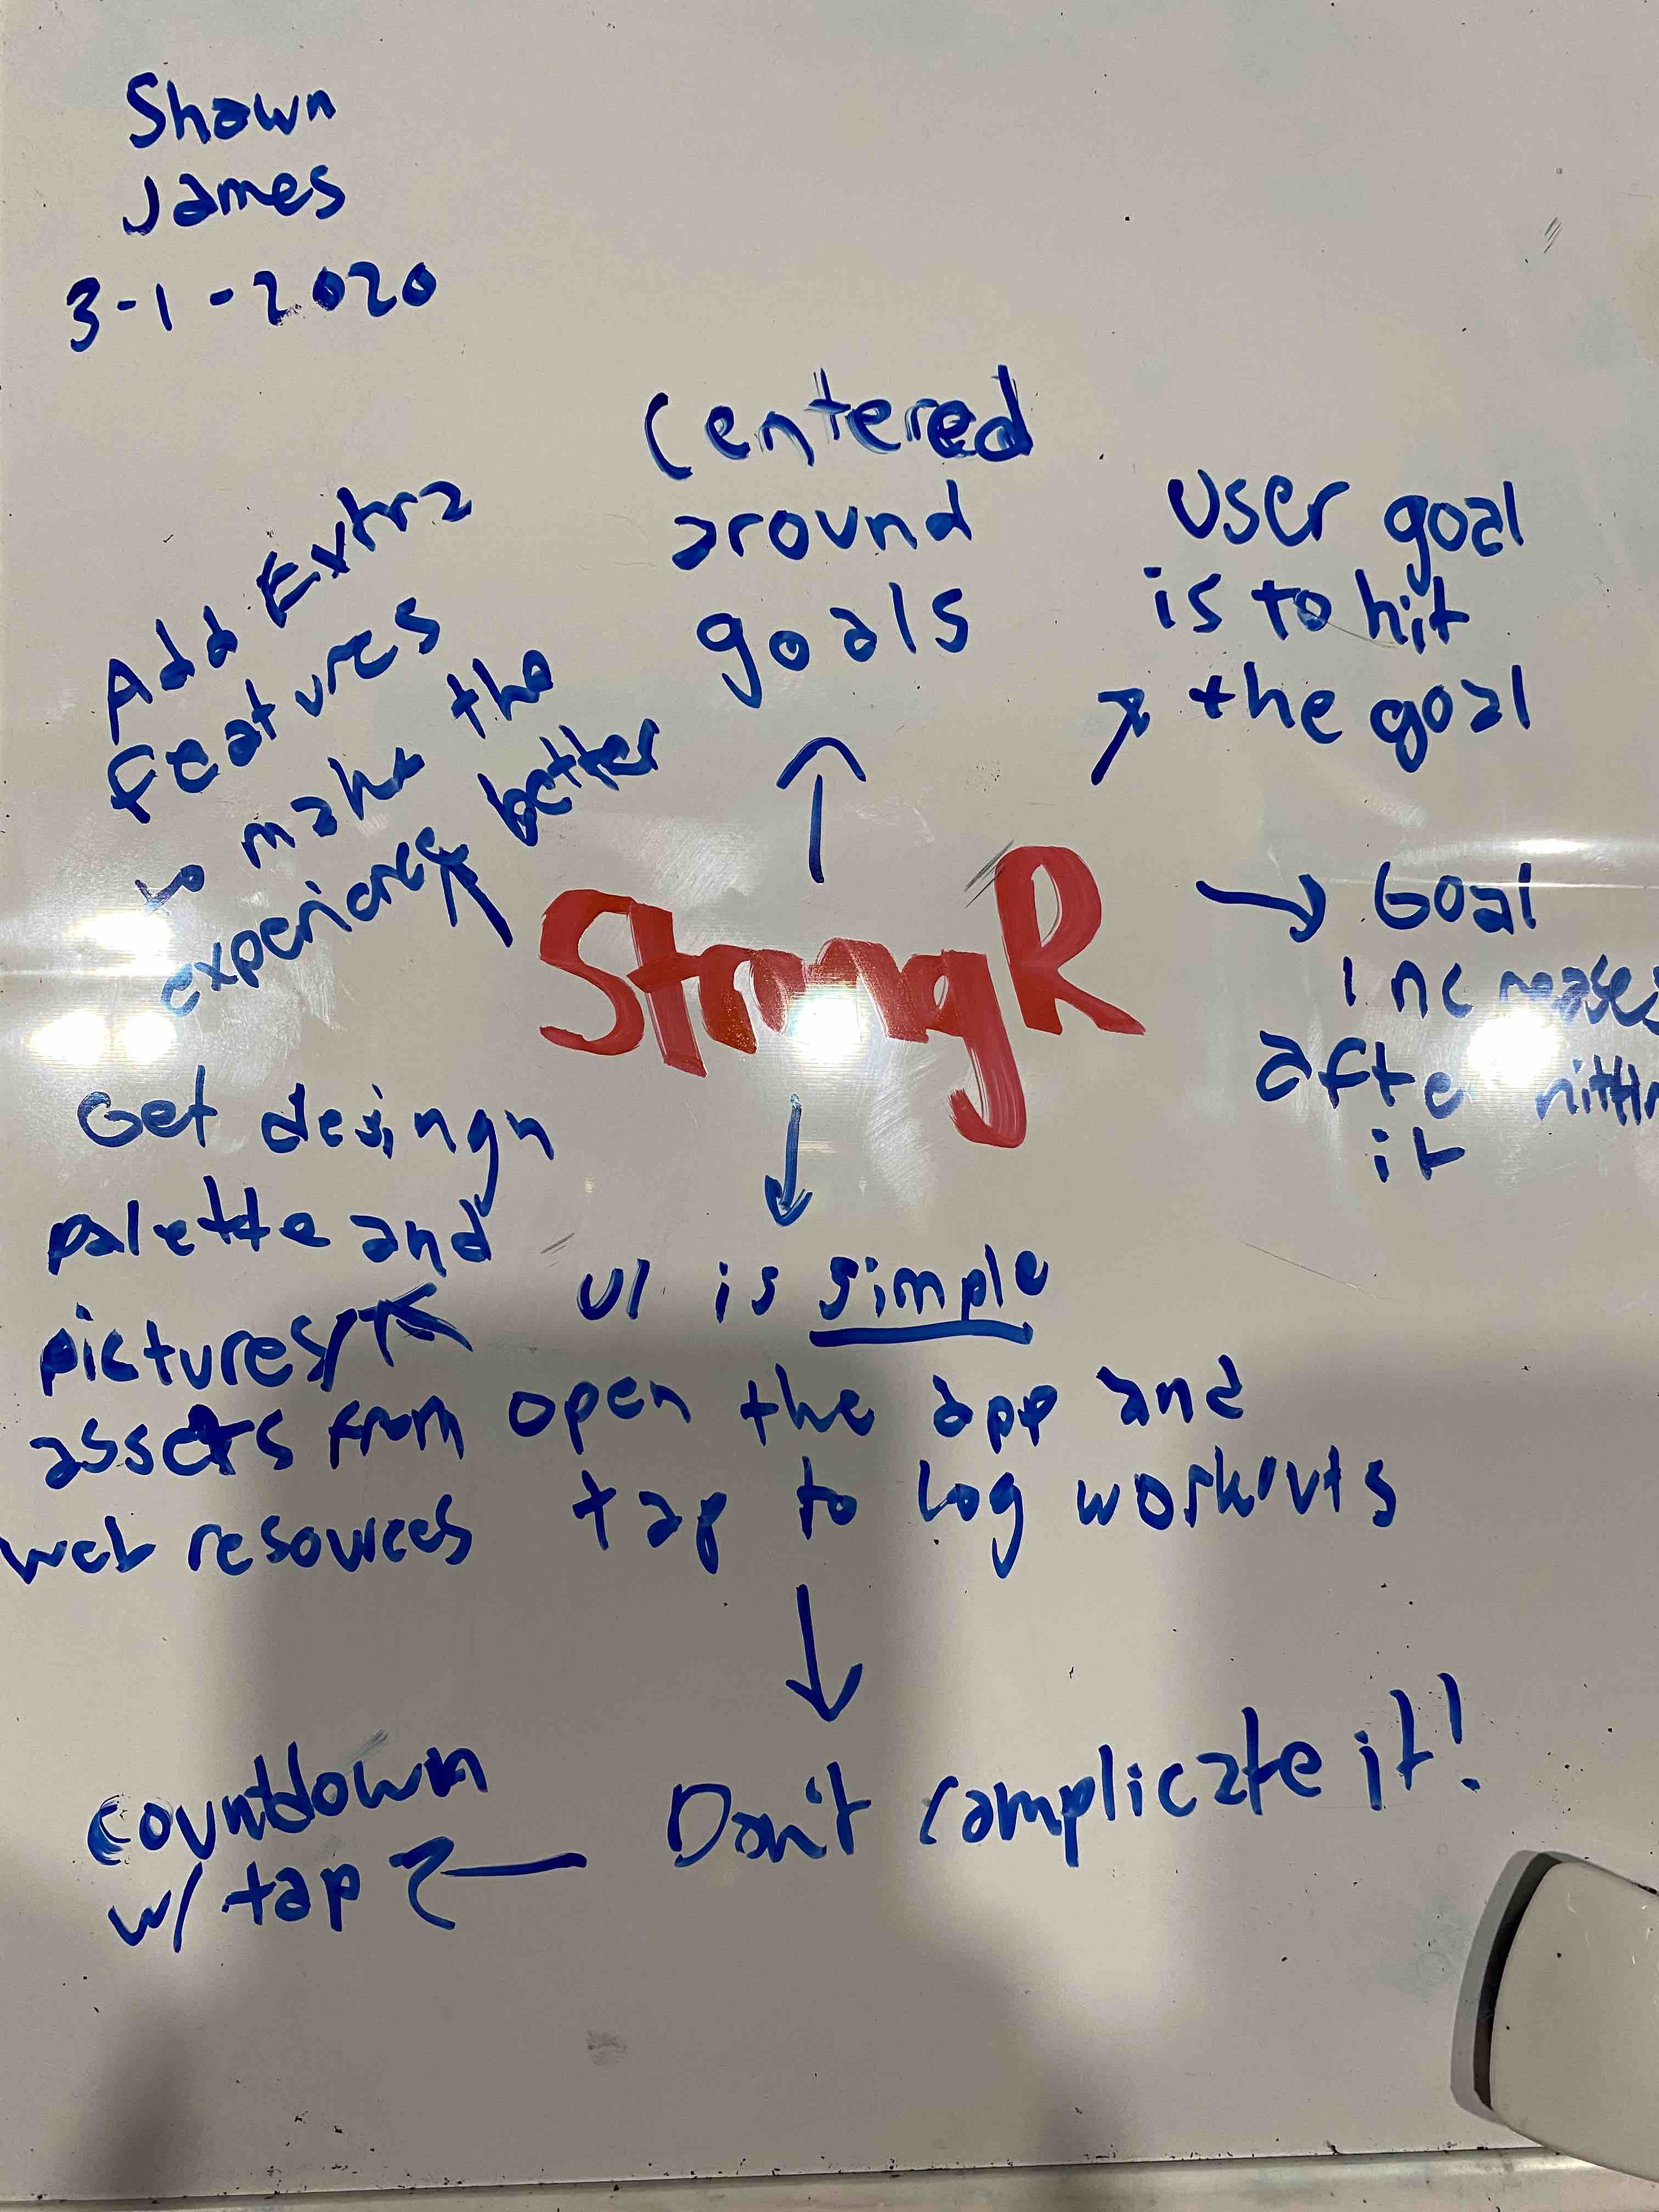 Shawn
James
3-1-2020
Centered
around
goals
User goal
is to hit
the goal
Add Extra
features
to make the
experience better
StrongR
Goal
increases
after hitting
it
Get desingn
palette and
pictures/
assets from
web resources
UI is simple
open the app and
tap to log workouts
Don't complicate it!
countdown
w/ tap